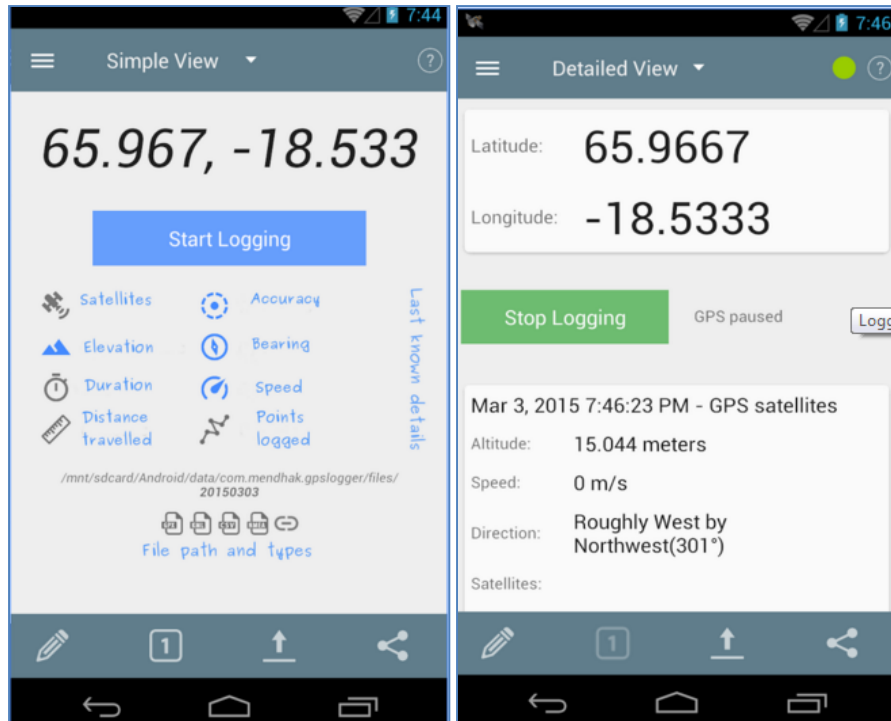 7:44
Simple View
?
65.967, -18.533
Start Logging
Satellites
Accuracy
Elevation
Bearing
Duration
Speed
Distance
travelled
Points
logged
Last known details
/mnt/sdcard/Android/data/com.mendhak.gpslogger/files/
20150303
File path and types
1
7:46
Detailed View
?
Latitude: 65.9667
Longitude: -18.5333
Stop Logging
GPS paused
Logg
Mar 3, 2015 7:46:23 PM - GPS satellites
Altitude: 15.044 meters
Speed: 0 m/s
Direction: Roughly West by
Northwest(301°)
Satellites:
1